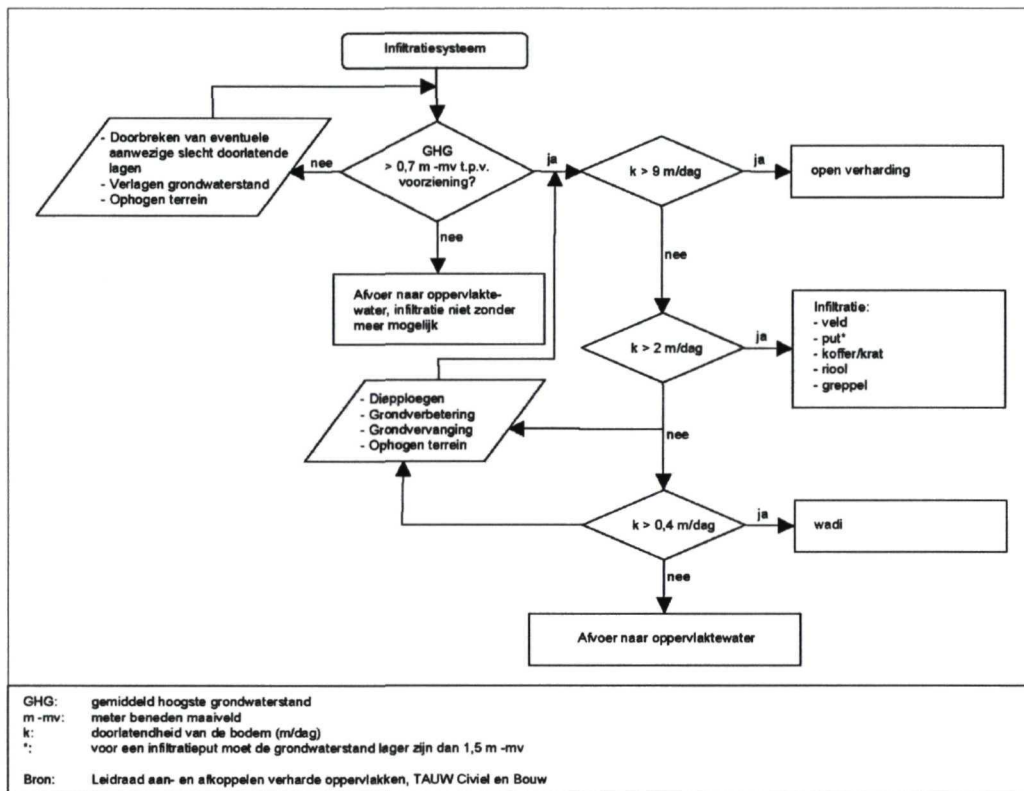 Infiltratiesysteem
- Doorbreken van eventuele
aanwezige slecht doorlatende
lagen
- Verlagen grondwaterstand
- Ophogen terrein
nee
GHG
> 0,7 m -mv t.p.v.
voorziening?
ja
k > 9 m/dag
ja
open verharding
nee
nee
Afvoer naar oppervlakte-
water, infiltratie niet zonder
meer mogelijk
k > 2 m/dag
ja
Infiltratie:
- veld
- put*
- koffer/krat
- riool
- greppel
- Diepploegen
- Grondverbetering
- Grondvervanging
- Ophogen terrein
nee
k > 0,4 m/dag
ja
wadi
nee
Afvoer naar oppervlaktewater
GHG: gemiddeld hoogste grondwaterstand
m -mv: meter beneden maaiveld
k: doorlatendheid van de bodem (m/dag)
*: voor een infiltratieput moet de grondwaterstand lager zijn dan 1,5 m -mv
Bron: Leidraad aan- en afkoppelen verharde oppervlakken, TAUW Civiel en Bouw